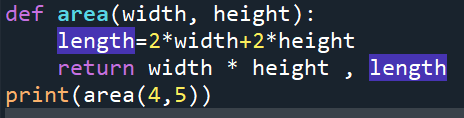 def area(width, height):
    length=2*width+2*height
    return width * height , length
print(area(4,5))